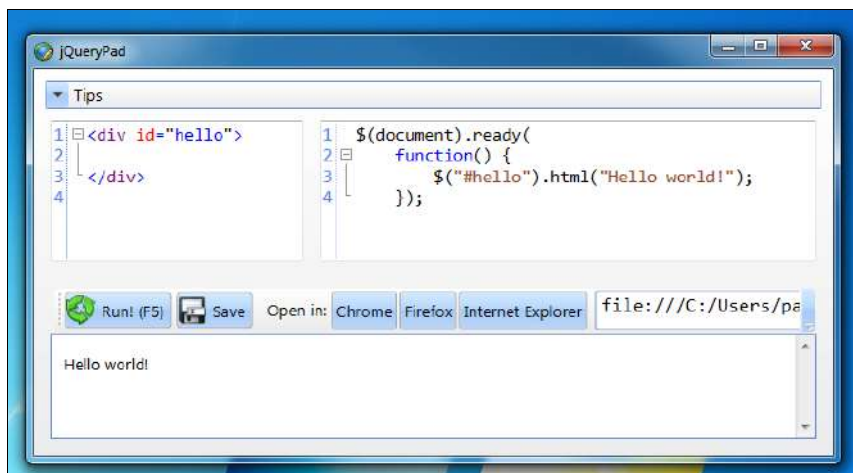 jQueryPad
Tips
1 <div id="hello">
2
3 </div>
4
1 $(document).ready(
2 function() {
3 $("#hello").html("Hello world!");
4 });
Run! (F5) Save Open in: Chrome Firefox Internet Explorer file:///C:/Users/pa
Hello world!